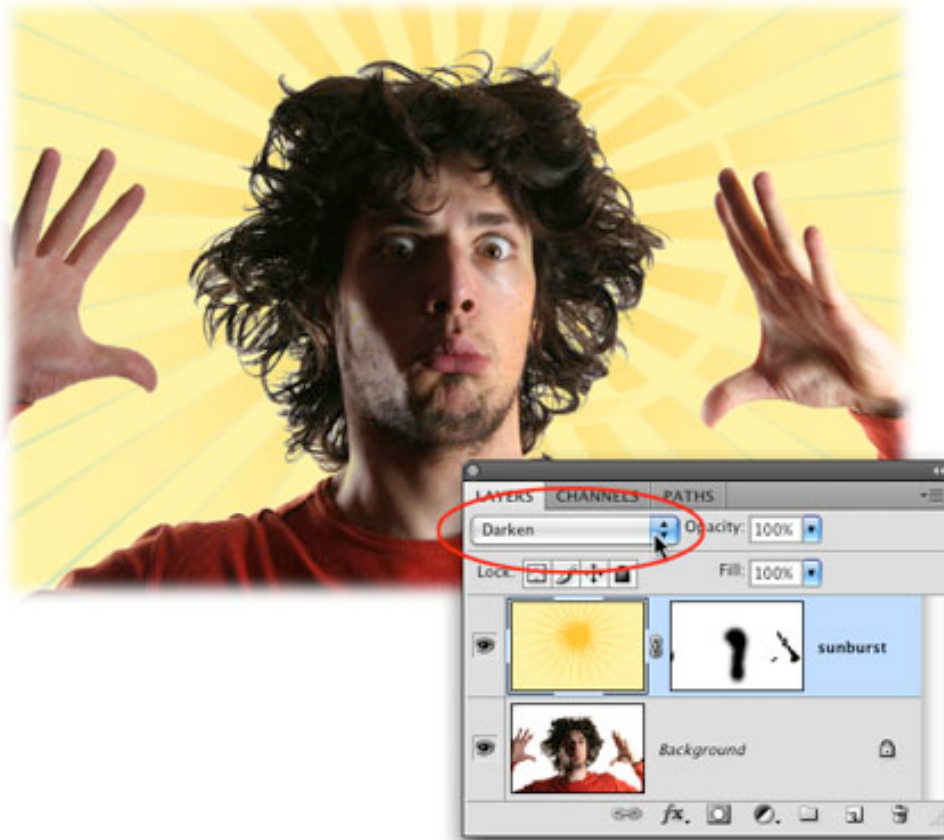 LAYERS CHANNELS PATHS
Darken Opacity: 100%
Lock: Fill: 100%
sunburst
Background
fx.